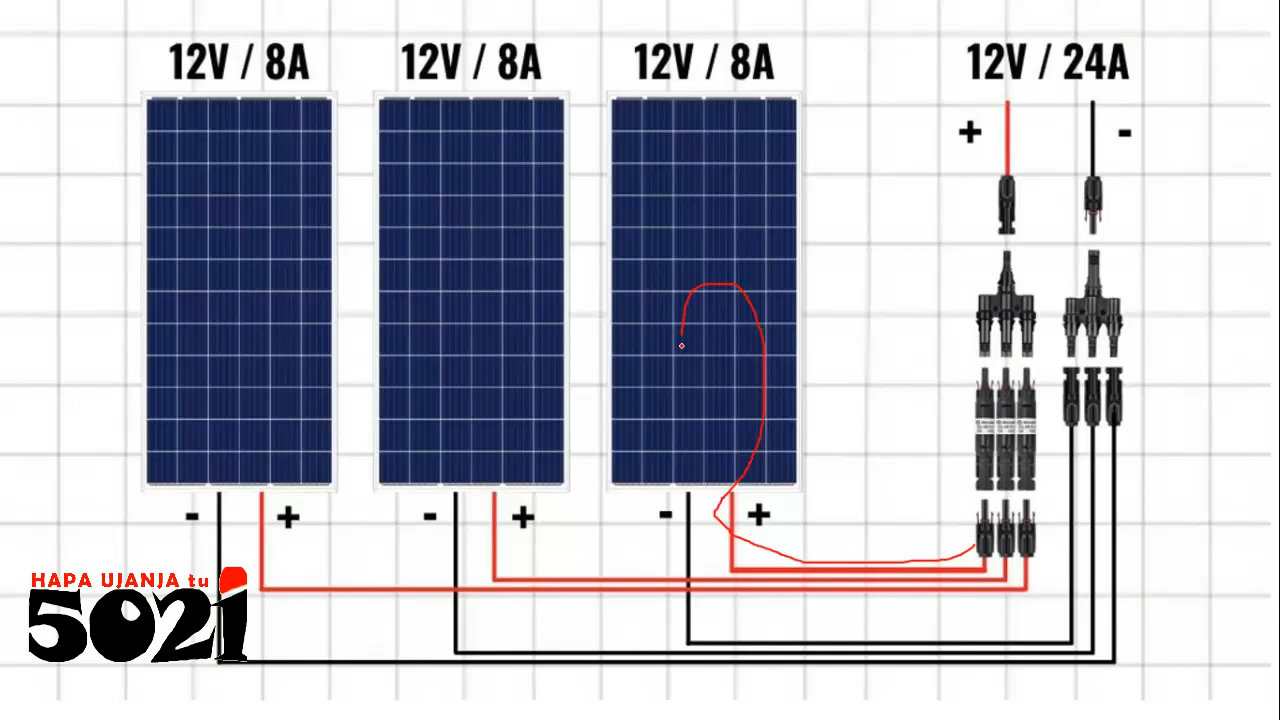 12V / 8A
12V / 8A
12V / 8A
12V / 24A
+
-
-
+
-
+
-
+
HAPA UJANJA tu
5021